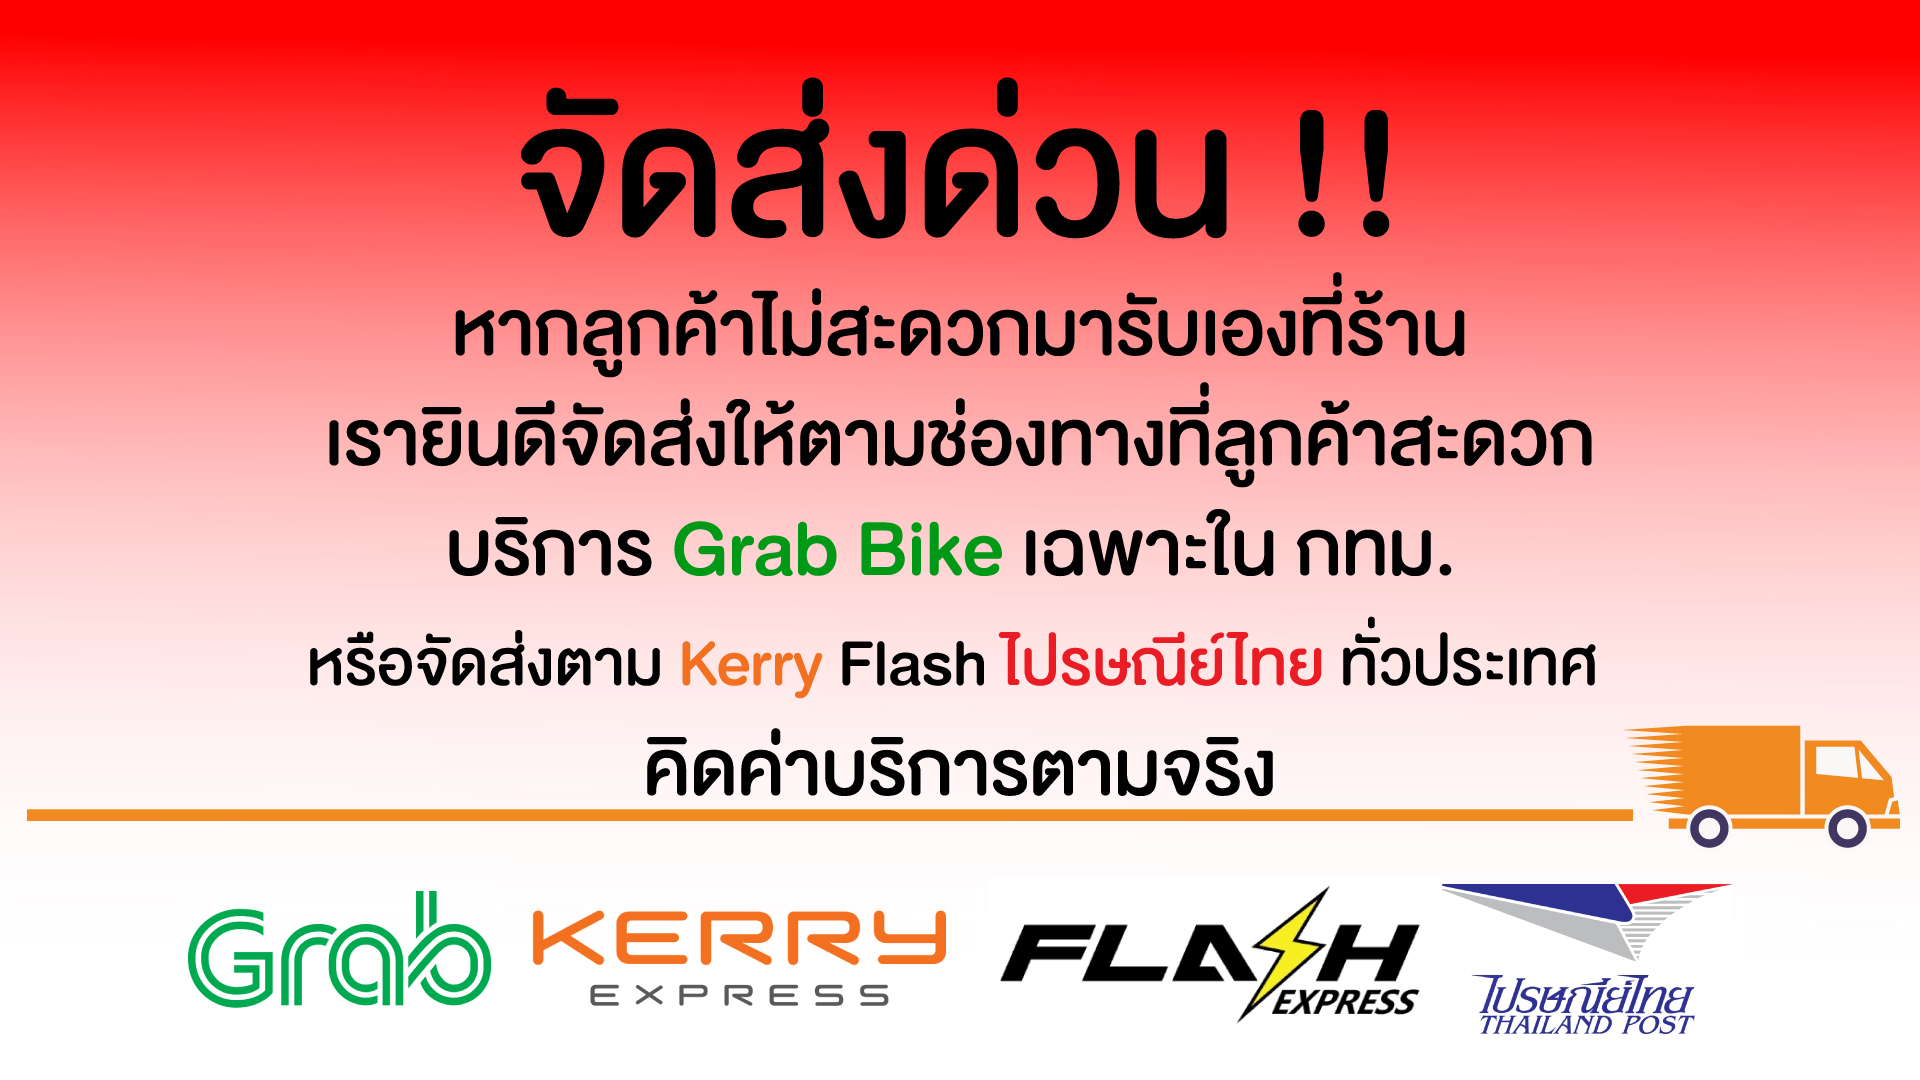 จัดส่งด่วน !!
หากลูกค้าไม่สะดวกมารับเองที่ร้าน
เรายินดีจัดส่งให้ตามช่องทางที่ลูกค้าสะดวก
บริการ Grab Bike เฉพาะใน กทม.
หรือจัดส่งตาม Kerry Flash ไปรษณีย์ไทย ทั่วประเทศ
คิดค่าบริการตามจริง
Grab
KERRY
EXPRESS
FLASH
EXPRESS
ไปรษณีย์ไทย
THAILAND POST